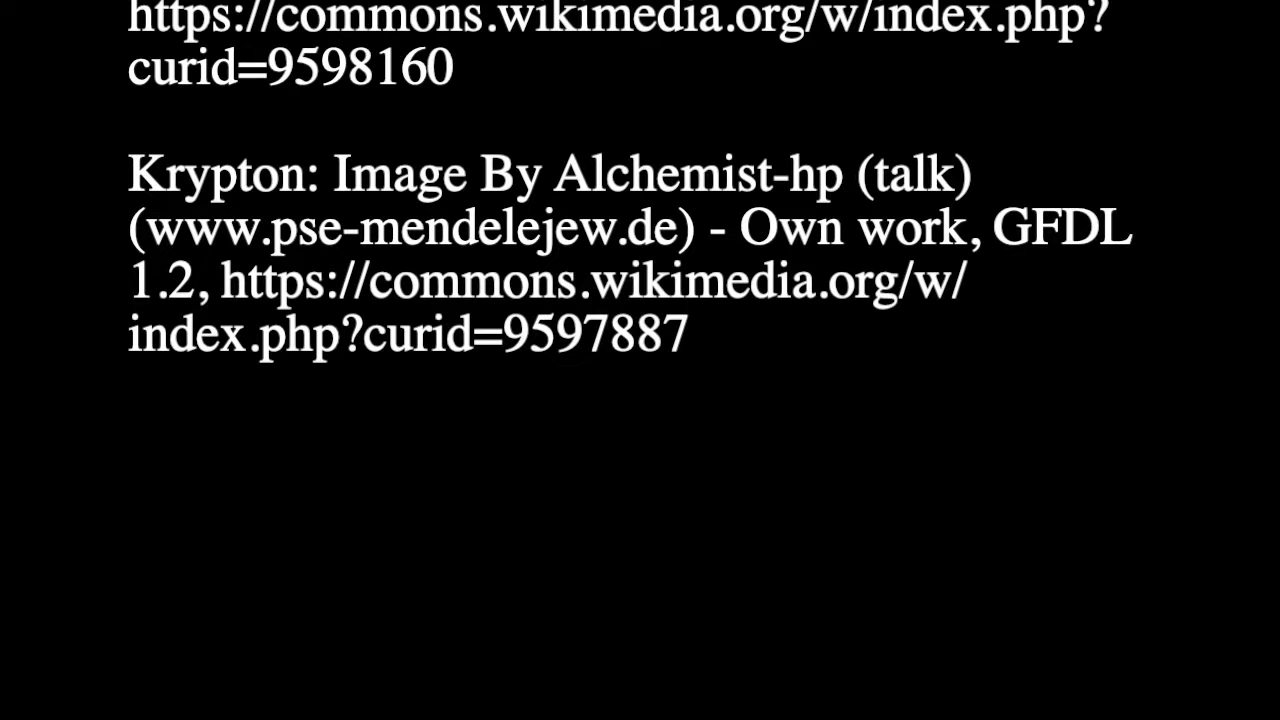 https://commons.wikimedia.org/w/index.php?
curid=9598160
Krypton: Image By Alchemist-hp (talk)
(www.pse-mendelejew.de) - Own work, GFDL
1.2, https://commons.wikimedia.org/w/
index.php?curid=9597887